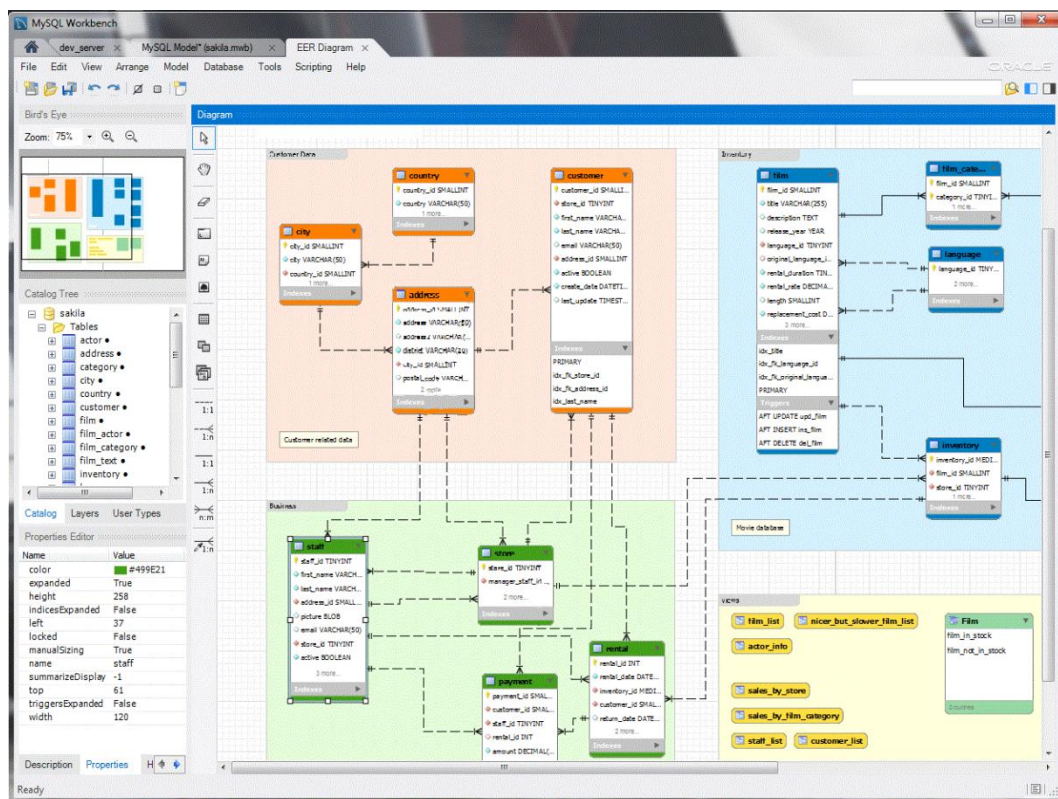 MySQL Workbench
dev_server
MySQL Model* (sakila.mwb)
EER Diagram
File Edit View Arrange Model Database Tools Scripting Help
ORACLE
Bird's Eye
Zoom: 75%
Catalog Tree
sakila
Tables
actor
address
category
city
country
customer
film
film_actor
film_category
film_text
inventory
Catalog Layers User Types
Properties Editor
Name Value
color #499E21
expanded True
height 258
indicesExpanded False
left 37
locked False
manualSizing True
name staff
summarizeDisplay -1
top 61
triggersExpanded False
width 120
Description Properties H
Ready
1:1
1:n
1:1
1:n
n:m
1:n
Diagram
Customer Data
country
country_id SMALLINT
country VARCHAR(50)
1 more...
Indexes
city
city_id SMALLINT
city VARCHAR(50)
country_id SMALLINT
1 more...
Indexes
address
address_id SMALLINT
address VARCHAR(50)
address2 VARCHAR(...
district VARCHAR(20)
city_id SMALLINT
postal_code VARCH...
2 more...
Indexes
customer
customer_id SMALLI...
store_id TINYINT
first_name VARCHA...
last_name VARCHA...
email VARCHAR(50)
address_id SMALLINT
active BOOLEAN
create_date DATETI...
last_update TIMEST...
Indexes
PRIMARY
idx_fk_store_id
idx_fk_address_id
idx_last_name
Customer related data
Inventory
film
film_id SMALLINT
title VARCHAR(255)
description TEXT
release_year YEAR
language_id TINYINT
original_language_i...
rental_duration TIN...
rental_rate DECIMA...
length SMALLINT
replacement_cost D...
3 more...
Indexes
idx_title
idx_fk_language_id
idx_fk_original_langua...
PRIMARY
Triggers
AFT UPDATE upd_film
AFT INSERT ins_film
AFT DELETE del_film
film_cate...
film_id SMALLINT
category_id TINYI...
1 more...
Indexes
language
language_id TINY...
2 more...
Indexes
inventory
inventory_id MEDI...
film_id SMALLINT
store_id TINYINT
1 more...
Indexes
Movie database
Business
staff
staff_id TINYINT
first_name VARCH...
last_name VARCH...
address_id SMALL...
picture BLOB
email VARCHAR(50)
store_id TINYINT
active BOOLEAN
3 more...
Indexes
store
store_id TINYINT
manager_staff_id ...
2 more...
Indexes
payment
payment_id SMAL...
customer_id SMAL...
staff_id TINYINT
rental_id INT
amount DECIMAL(...
rental
rental_id INT
rental_date DATE...
inventory_id MEDI...
customer_id SMAL...
return_date DATE...
2 more...
Indexes
Views
film_list
nicer_but_slower_film_list
actor_info
sales_by_store
sales_by_film_category
staff_list
customer_list
Film
film_in_stock
film_not_in_stock